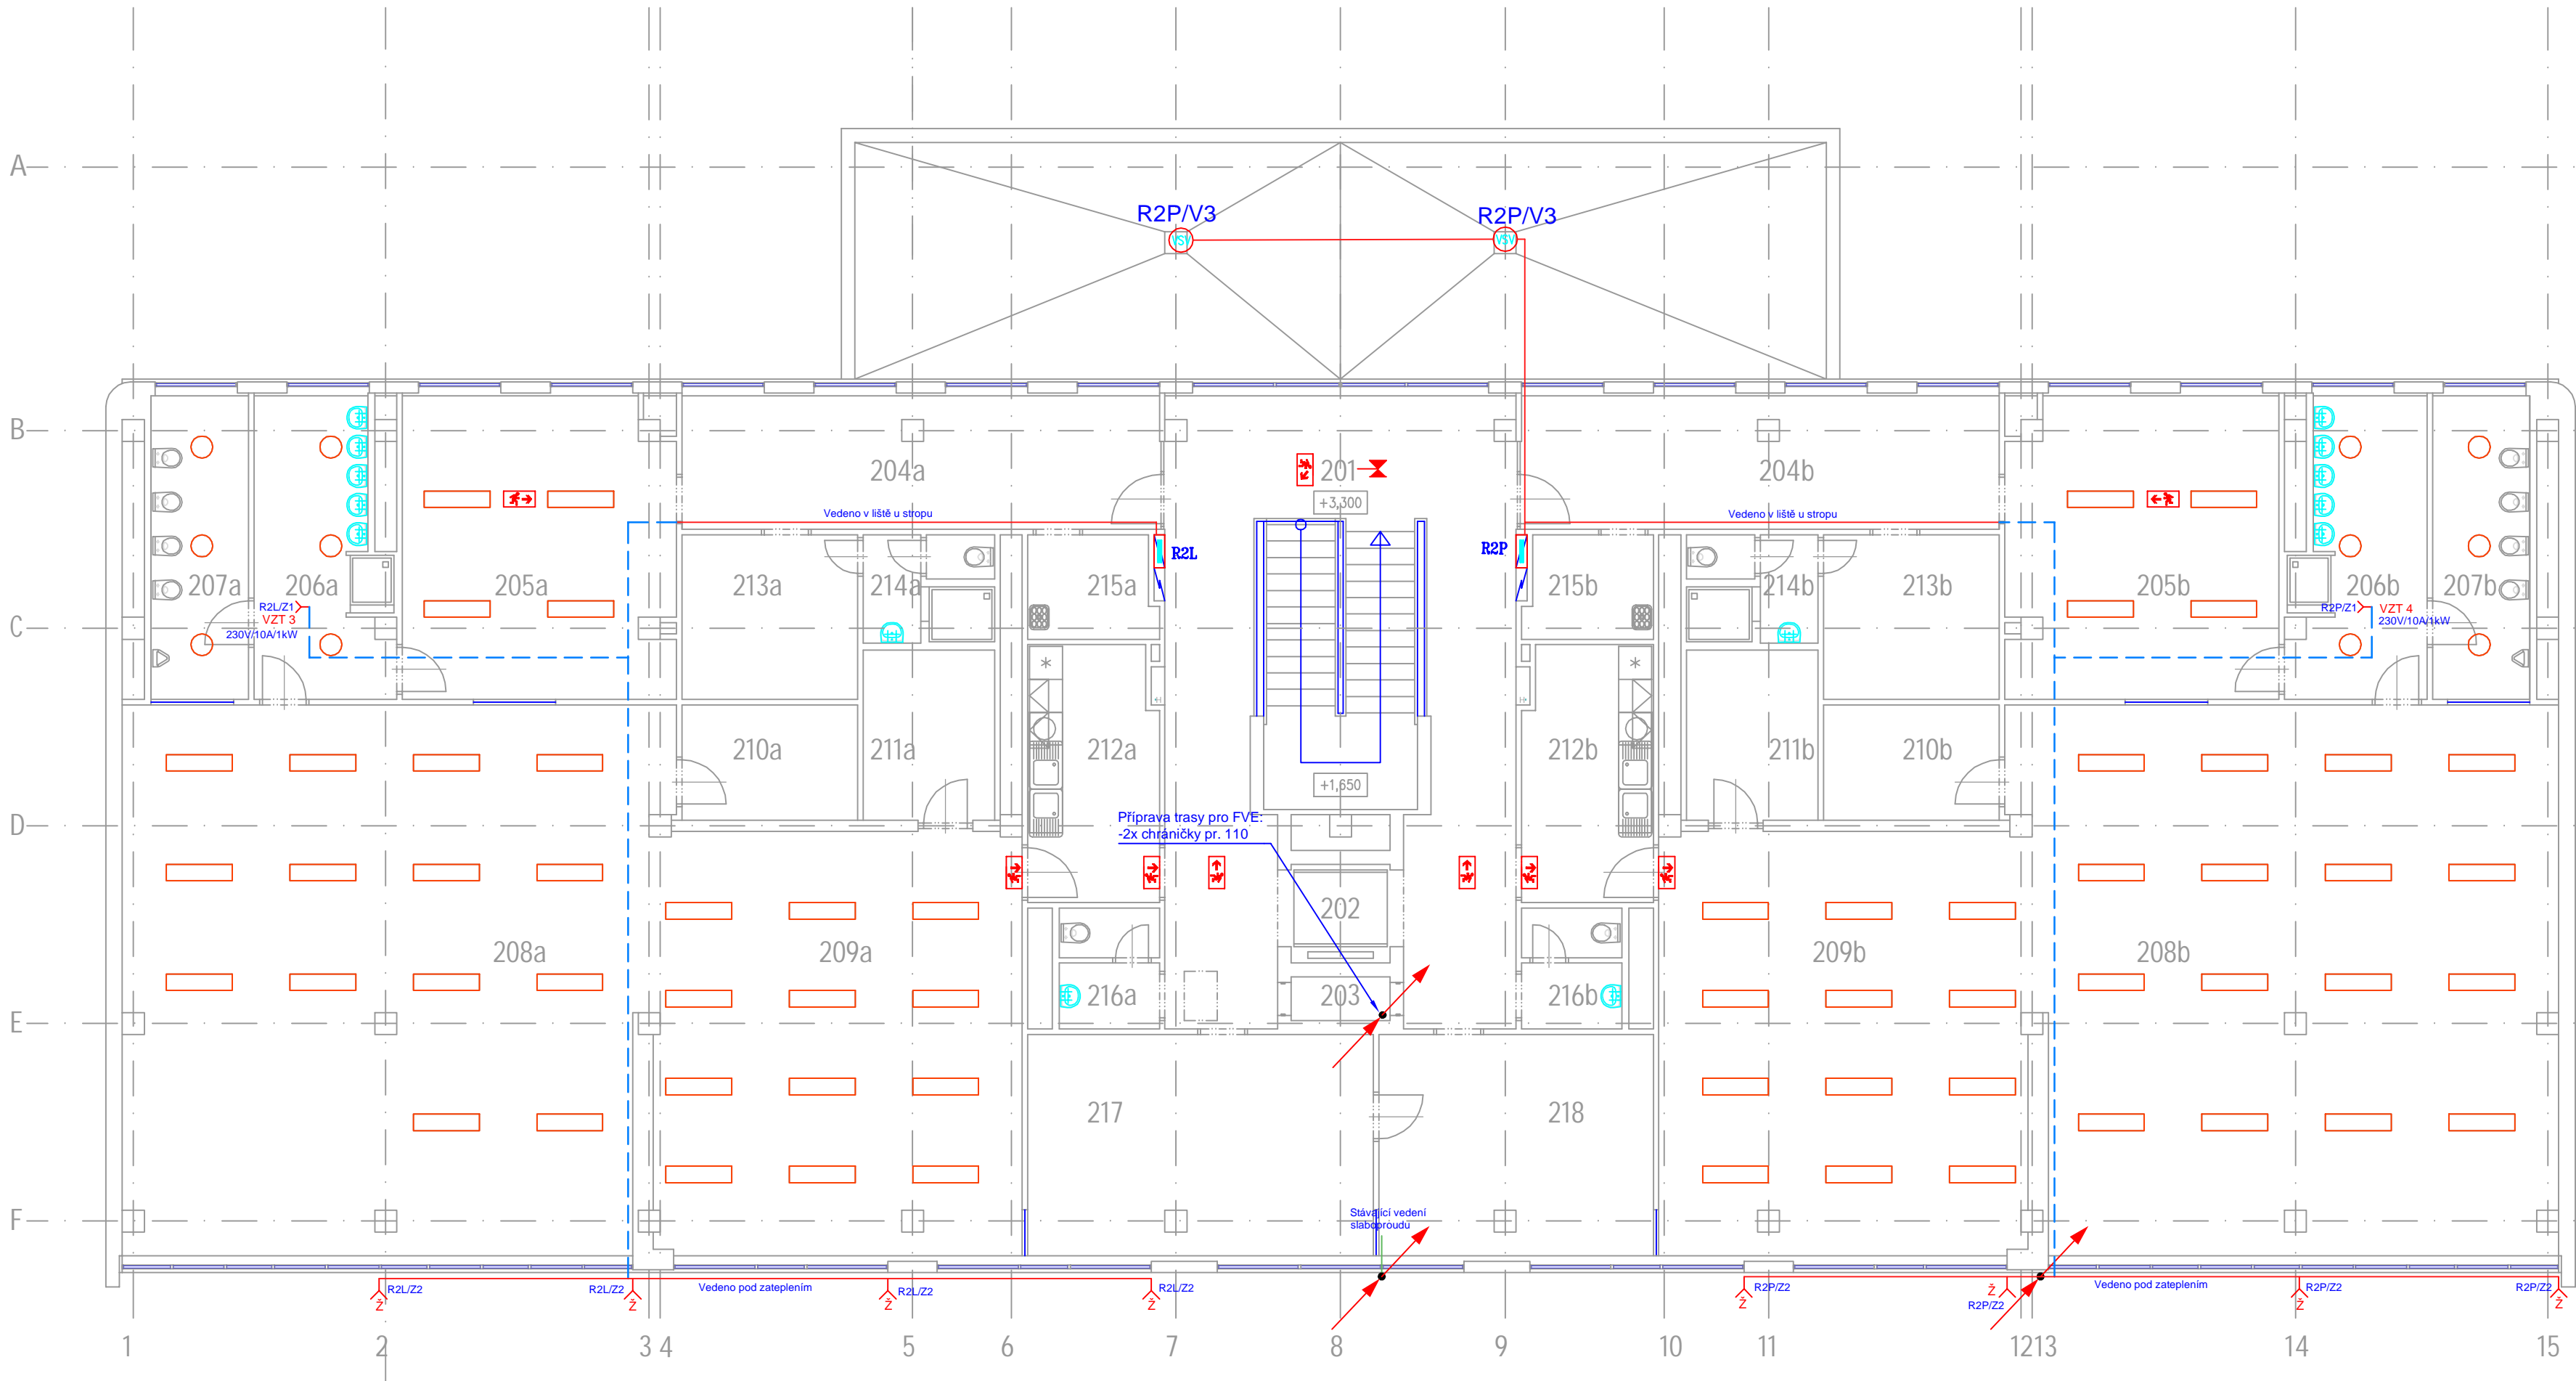 A
R2P/V3
R2P/V3
VSV
VSV
B
204a
201
204b
+3,300
Vedeno v liště u stropu
Vedeno v liště u stropu
R2L
R2P
207a
206a
205a
213a
214a
215a
215b
214b
213b
205b
206b
207b
R2L/Z1
VZT 3
230V/10A/1kW
R2P/Z1
VZT 4
230V/10A/1kW
C
210a
211a
212a
212b
211b
210b
+1,650
D
Příprava trasy pro FVE:
-2x chráničky pr. 110
202
208a
209a
209b
208b
216a
203
216b
E
217
218
F
Stávající vedení
slaboproudu
R2L/Z2
R2L/Z2
Vedeno pod zateplením
R2L/Z2
R2L/Z2
R2P/Z2
R2P/Z2
Vedeno pod zateplením
R2P/Z2
R2P/Z2
Ž
Ž
Ž
Ž
Ž
Ž
Ž
Ž
1
2
3
4
5
6
7
8
9
10
11
12
13
14
15